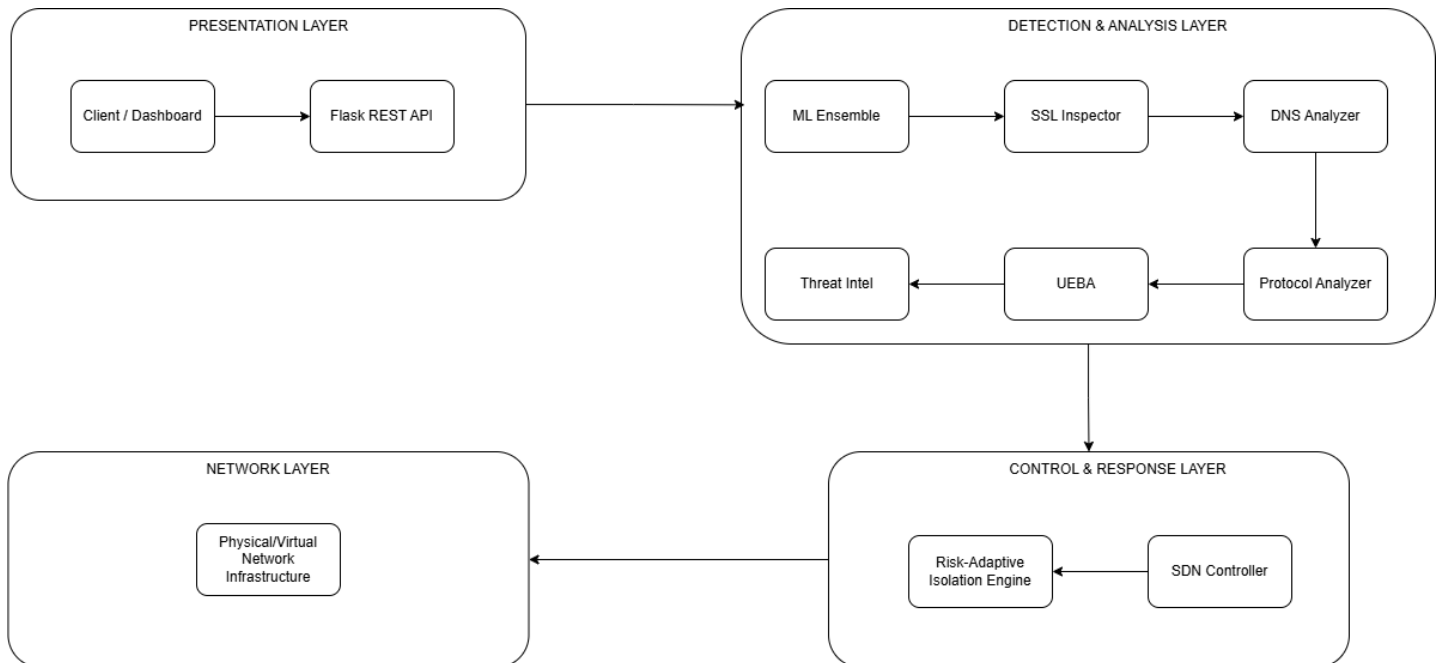 PRESENTATION LAYER
Client / Dashboard
Flask REST API
DETECTION & ANALYSIS LAYER
ML Ensemble
SSL Inspector
DNS Analyzer
Threat Intel
UEBA
Protocol Analyzer
NETWORK LAYER
Physical/Virtual
Network
Infrastructure
CONTROL & RESPONSE LAYER
Risk-Adaptive
Isolation Engine
SDN Controller